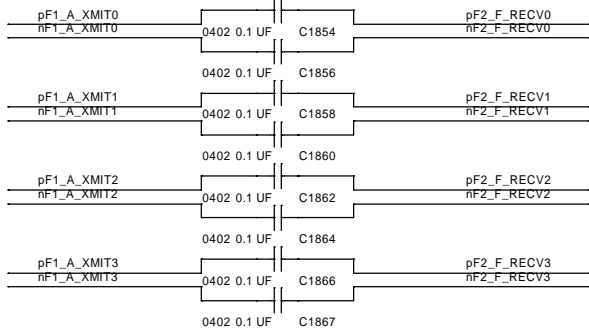 pF1_A_XMIT0 pF2_F_RECV0
nF1_A_XMIT0 0402 0.1 UF C1854 nF2_F_RECV0
0402 0.1 UF C1856
pF1_A_XMIT1 pF2_F_RECV1
nF1_A_XMIT1 0402 0.1 UF C1858 nF2_F_RECV1
0402 0.1 UF C1860
pF1_A_XMIT2 pF2_F_RECV2
nF1_A_XMIT2 0402 0.1 UF C1862 nF2_F_RECV2
0402 0.1 UF C1864
pF1_A_XMIT3 pF2_F_RECV3
nF1_A_XMIT3 0402 0.1 UF C1866 nF2_F_RECV3
0402 0.1 UF C1867